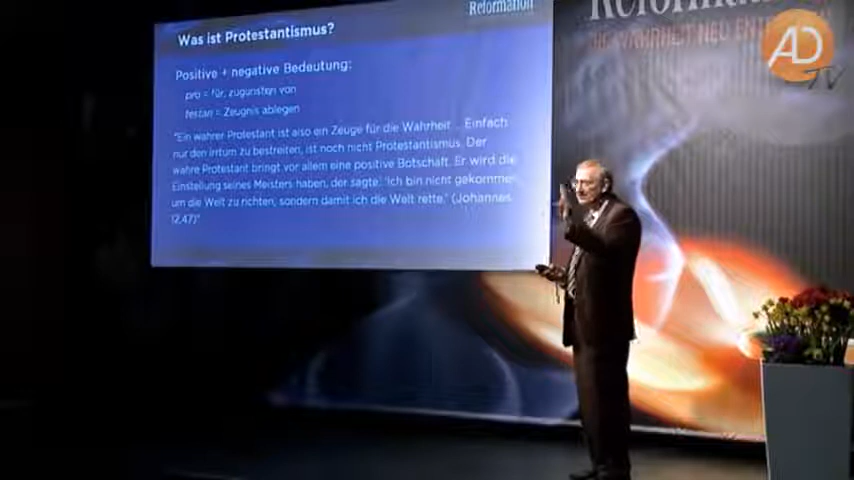 Reformation
Was ist Protestantismus?
Positive + negative Bedeutung:
pro = für, zugunsten von
testari = Zeugnis ablegen
"Ein wahrer Protestant ist also ein Zeuge für die Wahrheit ... Einfach
nur den Irrtum zu bestreiten, ist noch nicht Protestantismus. Der
wahre Protestant bringt vor allem eine positive Botschaft. Er wird die
Einstellung seines Meisters haben, der sagte: 'Ich bin nicht gekommen
um die Welt zu richten, sondern damit ich die Welt rette.' (Johannes
12,47)"
DIE WAHRHEIT NEU
AD
TV